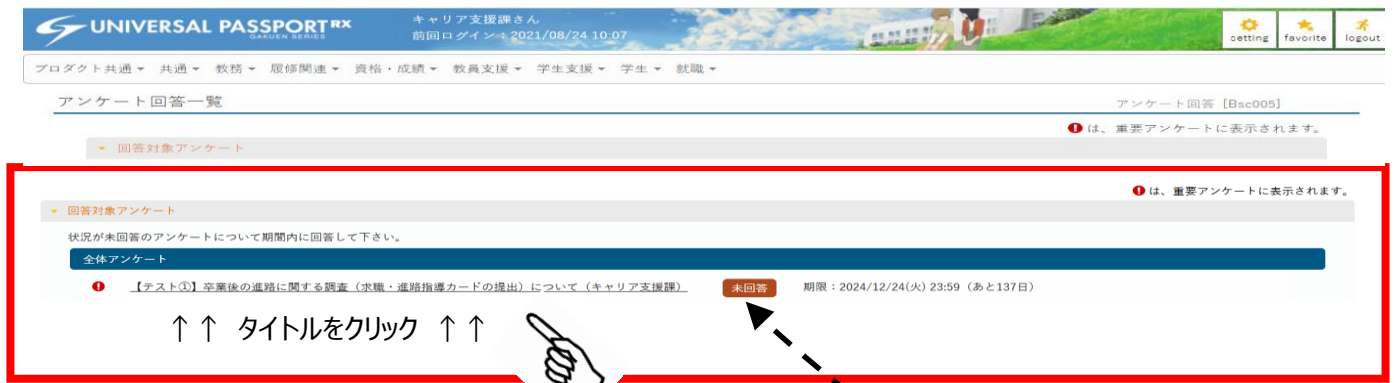 UNIVERSAL PASSPORT RX
GAKUEN SERIES
キャリア支援課さん
前回ログイン：2021/08/24 10:07
setting favorite logout
プロダクト共通 共通 教務 履修関連 資格・成績 教員支援 学生支援 学生 就職
アンケート回答一覧
アンケート回答 [Bsc005]
は、重要アンケートに表示されます。
回答対象アンケート
は、重要アンケートに表示されます。
回答対象アンケート
状況が未回答のアンケートについて期間内に回答して下さい。
全体アンケート
【テスト①】卒業後の進路に関する調査（求職・進路指導カードの提出）について（キャリア支援課） 未回答 期限：2024/12/24(火) 23:59（あと137日）
↑↑ タイトルをクリック ↑↑